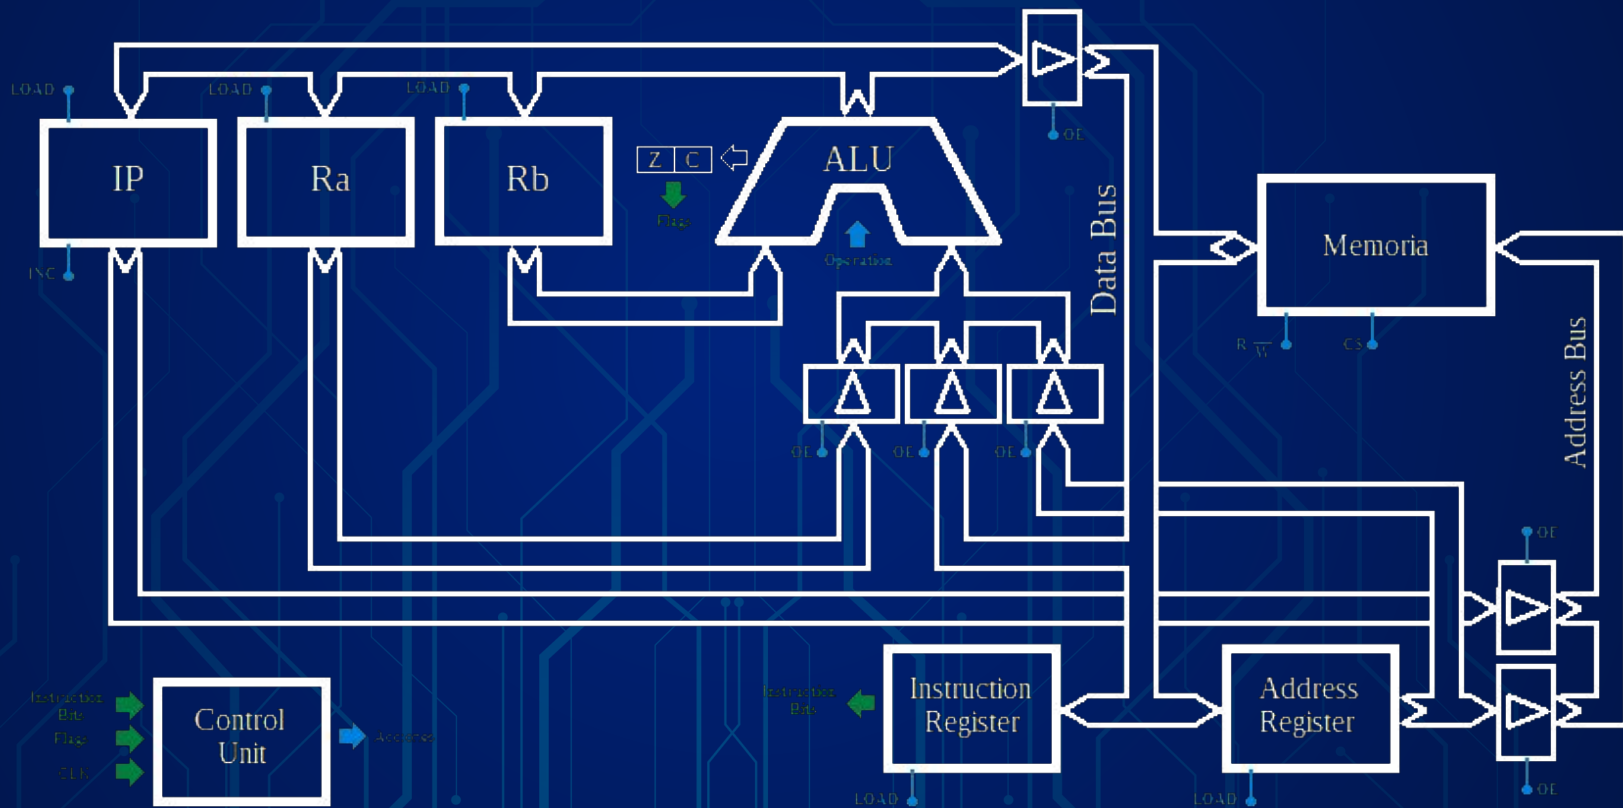 LOAD
LOAD
LOAD
OE
IP
Ra
Rb
Z C
ALU
Flags
Operation
INC
Data Bus
Memoria
R W
CS
Address Bus
OE
OE
OE
OE
Instruction
Bits
Flags
CLK
Control
Unit
Instruction
Bits
Instruction
Register
LOAD
Address
Register
LOAD
OE